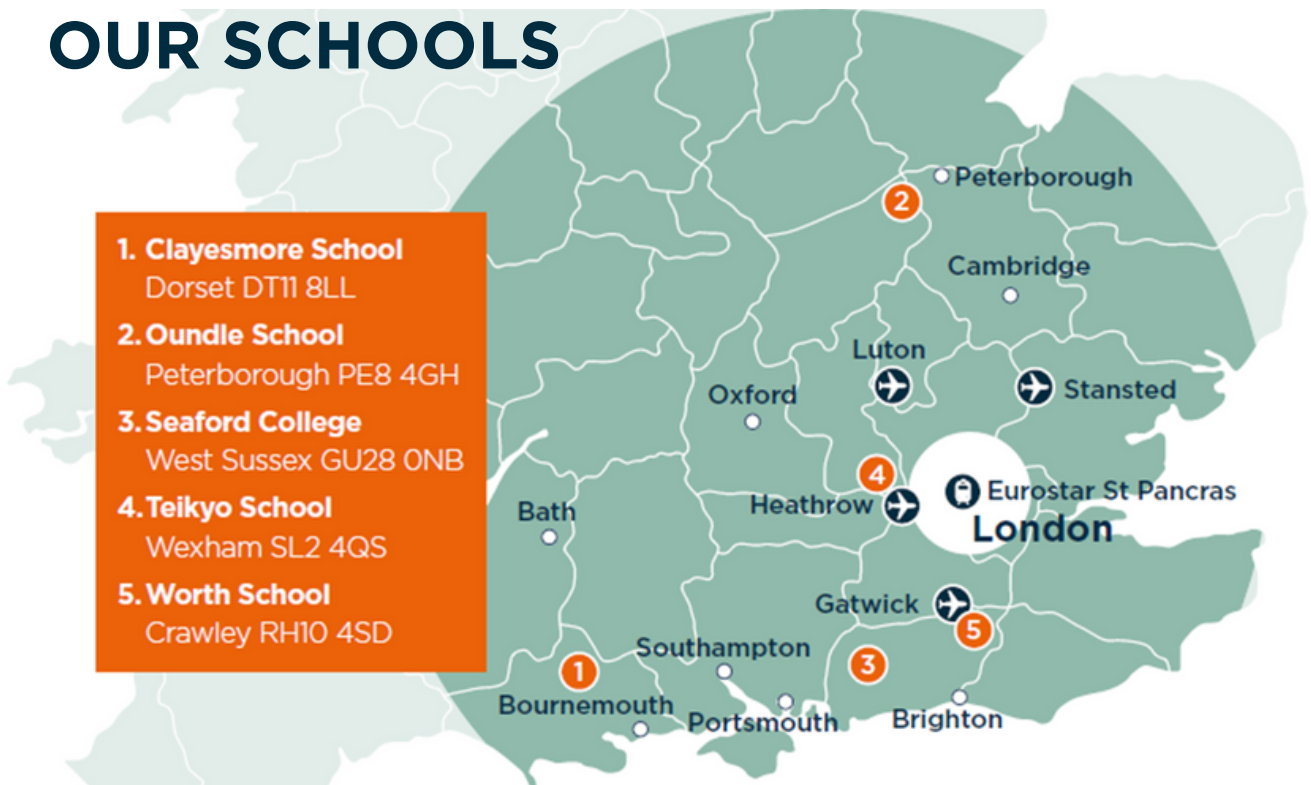 OUR SCHOOLS
1. Clayesmore School
Dorset DT11 8LL
2. Oundle School
Peterborough PE8 4GH
3. Seaford College
West Sussex GU28 0NB
4. Teikyo School
Wexham SL2 4QS
5. Worth School
Crawley RH10 4SD
Peterborough
2
Cambridge
Luton
Oxford
Stansted
4
Eurostar St Pancras
Heathrow
Bath
London
Gatwick
5
Southampton
3
1
Bournemouth
Portsmouth
Brighton